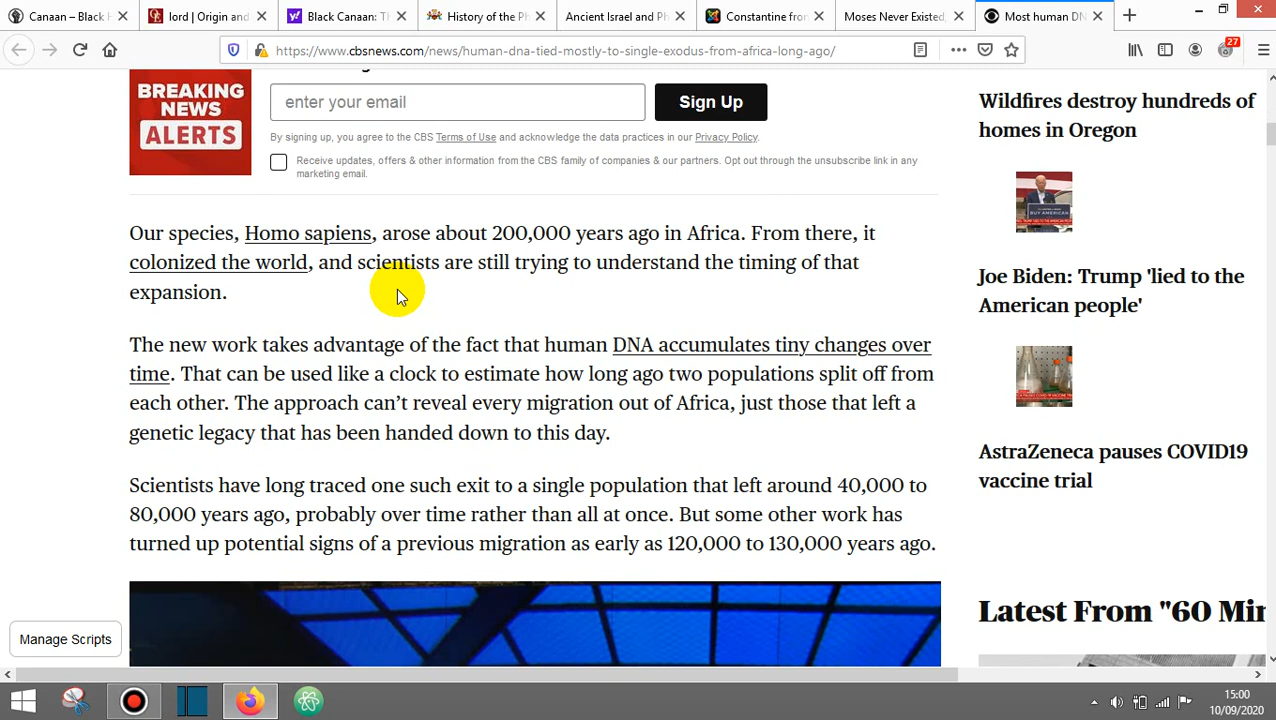 Canaan – Black H
lord | Origin and
Black Canaan: Th
History of the Ph
Ancient Israel and Ph
Constantine from
Moses Never Existed,
Most human DN
https://www.cbsnews.com/news/human-dna-tied-mostly-to-single-exodus-from-africa-long-ago/
27
BREAKING
NEWS
ALERTS
enter your email
Sign Up
By signing up, you agree to the CBS Terms of Use and acknowledge the data practices in our Privacy Policy.
Receive updates, offers & other information from the CBS family of companies & our partners. Opt out through the unsubscribe link in any
marketing email.
Our species, Homo sapiens, arose about 200,000 years ago in Africa. From there, it
colonized the world, and scientists are still trying to understand the timing of that
expansion.
The new work takes advantage of the fact that human DNA accumulates tiny changes over
time. That can be used like a clock to estimate how long ago two populations split off from
each other. The approach can’t reveal every migration out of Africa, just those that left a
genetic legacy that has been handed down to this day.
Scientists have long traced one such exit to a single population that left around 40,000 to
80,000 years ago, probably over time rather than all at once. But some other work has
turned up potential signs of a previous migration as early as 120,000 to 130,000 years ago.
Wildfires destroy hundreds of
homes in Oregon
BUY AMERICAN
Joe Biden: Trump 'lied to the
American people'
AstraZeneca pauses COVID19
vaccine trial
Latest From "60 Min
Manage Scripts
15:00
10/09/2020